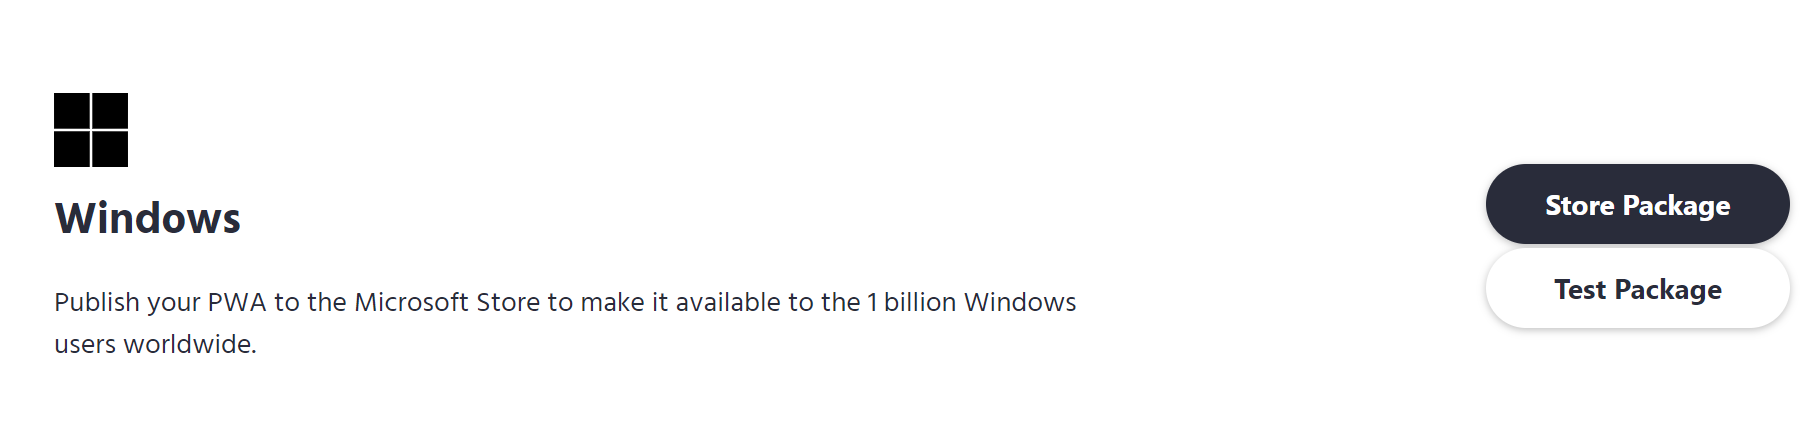 Windows
Publish your PWA to the Microsoft Store to make it available to the 1 billion Windows
users worldwide.
Store Package
Test Package